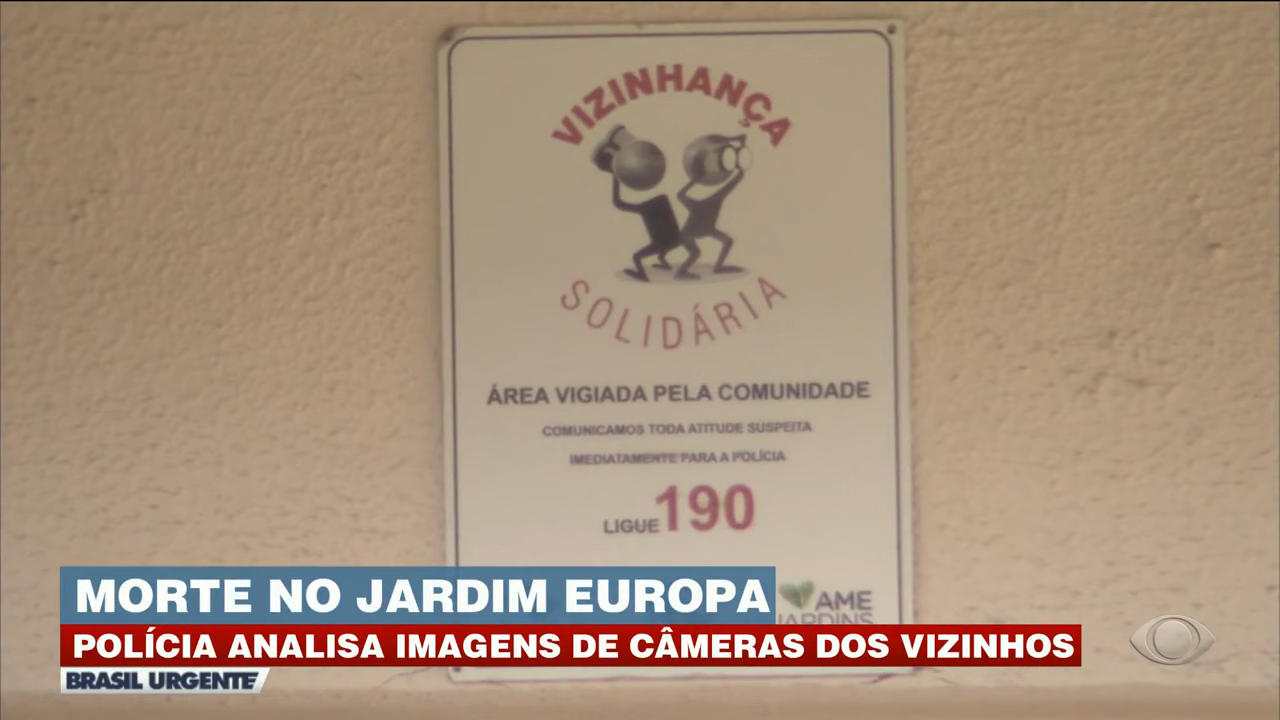 VIZINHANÇA
SOLIDÁRIA
ÁREA VIGIADA PELA COMUNIDADE
COMUNICAMOS TODA ATITUDE SUSPEITA
IMEDIATAMENTE PARA A POLÍCIA
LIGUE 190
AME
JARDINS
MORTE NO JARDIM EUROPA
POLÍCIA ANALISA IMAGENS DE CÂMERAS DOS VIZINHOS
BRASIL URGENTE